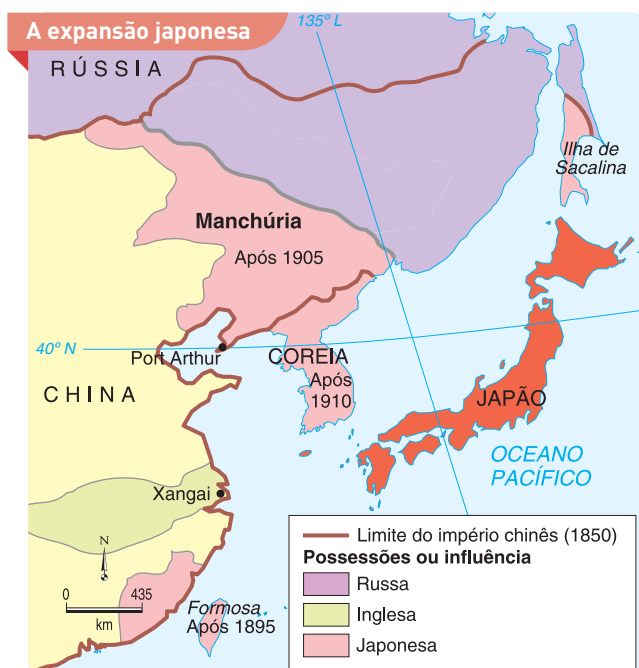 A expansão japonesa
135° L
RÚSSIA
Ilha de
Sacalina
Manchúria
Após 1905
40° N
Port Arthur
COREIA
Após
1910
CHINA
JAPÃO
OCEANO
PACÍFICO
Xangai
N
0 435
km
Formosa
Após 1895
Limite do império chinês (1850)
Possessões ou influência
Russa
Inglesa
Japonesa